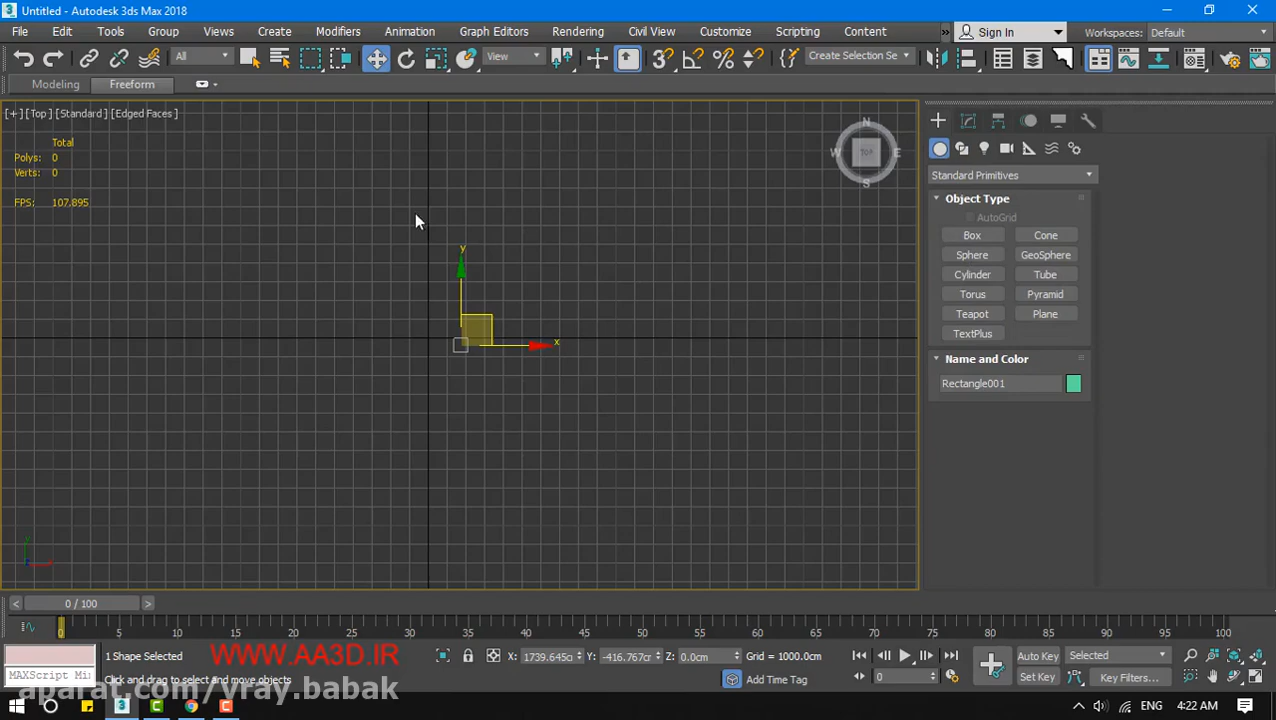 Untitled - Autodesk 3ds Max 2018
File Edit Tools Group Views Create Modifiers Animation Graph Editors Rendering Civil View Customize Scripting Content » Sign In Workspaces: Default
All View 3 Create Selection Se
Modeling Freeform
[+] [Top] [Standard] [Edged Faces]
Total
Polys: 0
Verts: 0
FPS: 107.895
N
W TOP E
S
y
x
Standard Primitives
Object Type
AutoGrid
Box Cone
Sphere GeoSphere
Cylinder Tube
Torus Pyramid
Teapot Plane
TextPlus
Name and Color
Rectangle001
< 0 / 100 >
0 5 10 15 20 25 30 35 40 45 50 55 60 65 70 75 80 85 90 95 100
1 Shape Selected
WWW.AA3D.IR
X: 1739.645c Y: -416.767cr Z: 0.0cm Grid = 1000.0cm
Auto Key Selected
MAXScript Mi
Click and drag to select and move objects
aparat.com/vray.babak
Add Time Tag
0
Set Key Key Filters...
ENG 4:22 AM